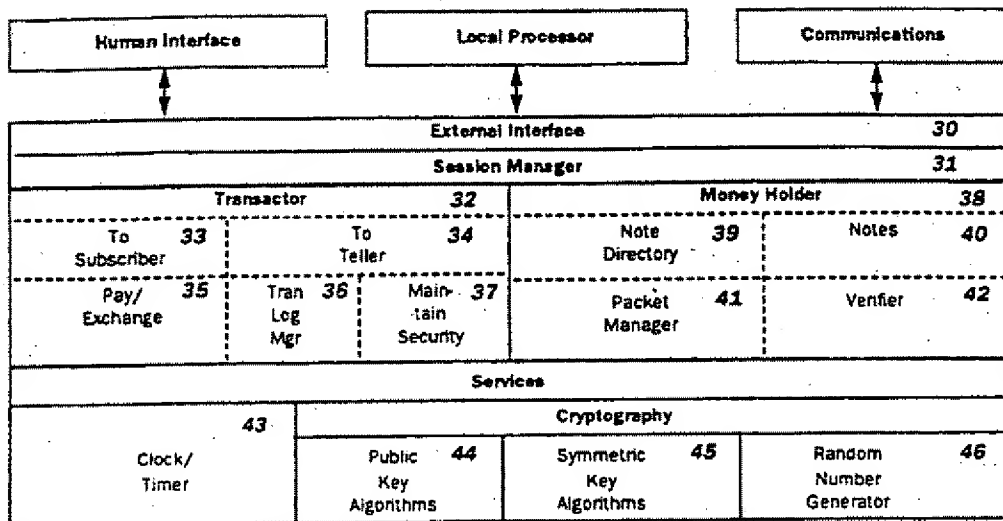 Human Interface
Local Processor
Communications
External Interface 30
Session Manager 31
Transactor 32
Money Holder 38
To 33
Subscriber
To 34
Teller
Note 39
Directory
Notes 40
Pay/ 35
Exchange
Tran 36
Log
Mgr
Main- 37
tain
Security
Packet 41
Manager
Verifier 42
Services
43
Clock/
Timer
Cryptography
Public 44
Key
Algorithms
Symmetric 45
Key
Algorithms
Random 46
Number
Generator